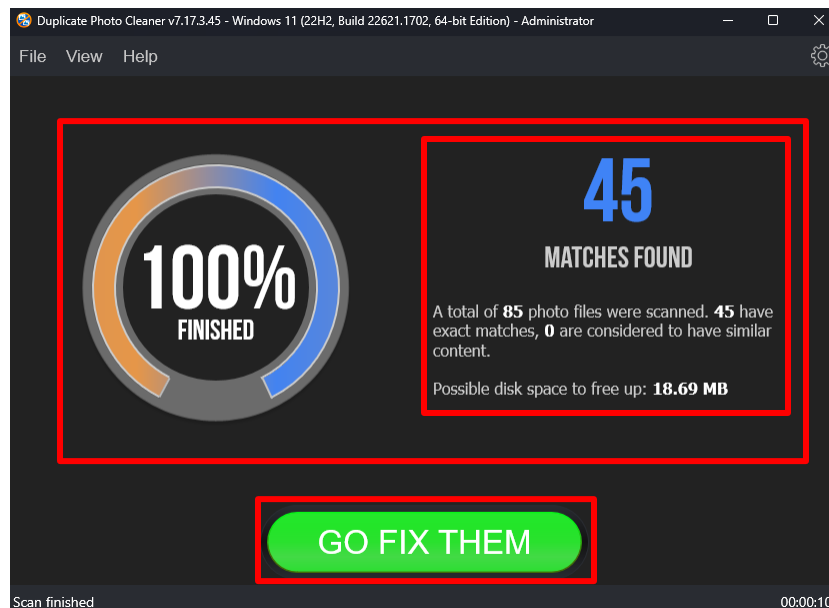 Duplicate Photo Cleaner v7.17.3.45 - Windows 11 (22H2, Build 22621.1702, 64-bit Edition) - Administrator
File View Help
100%
FINISHED
45
MATCHES FOUND
A total of 85 photo files were scanned. 45 have
exact matches, 0 are considered to have similar
content.
Possible disk space to free up: 18.69 MB
GO FIX THEM
Scan finished
00:00:10